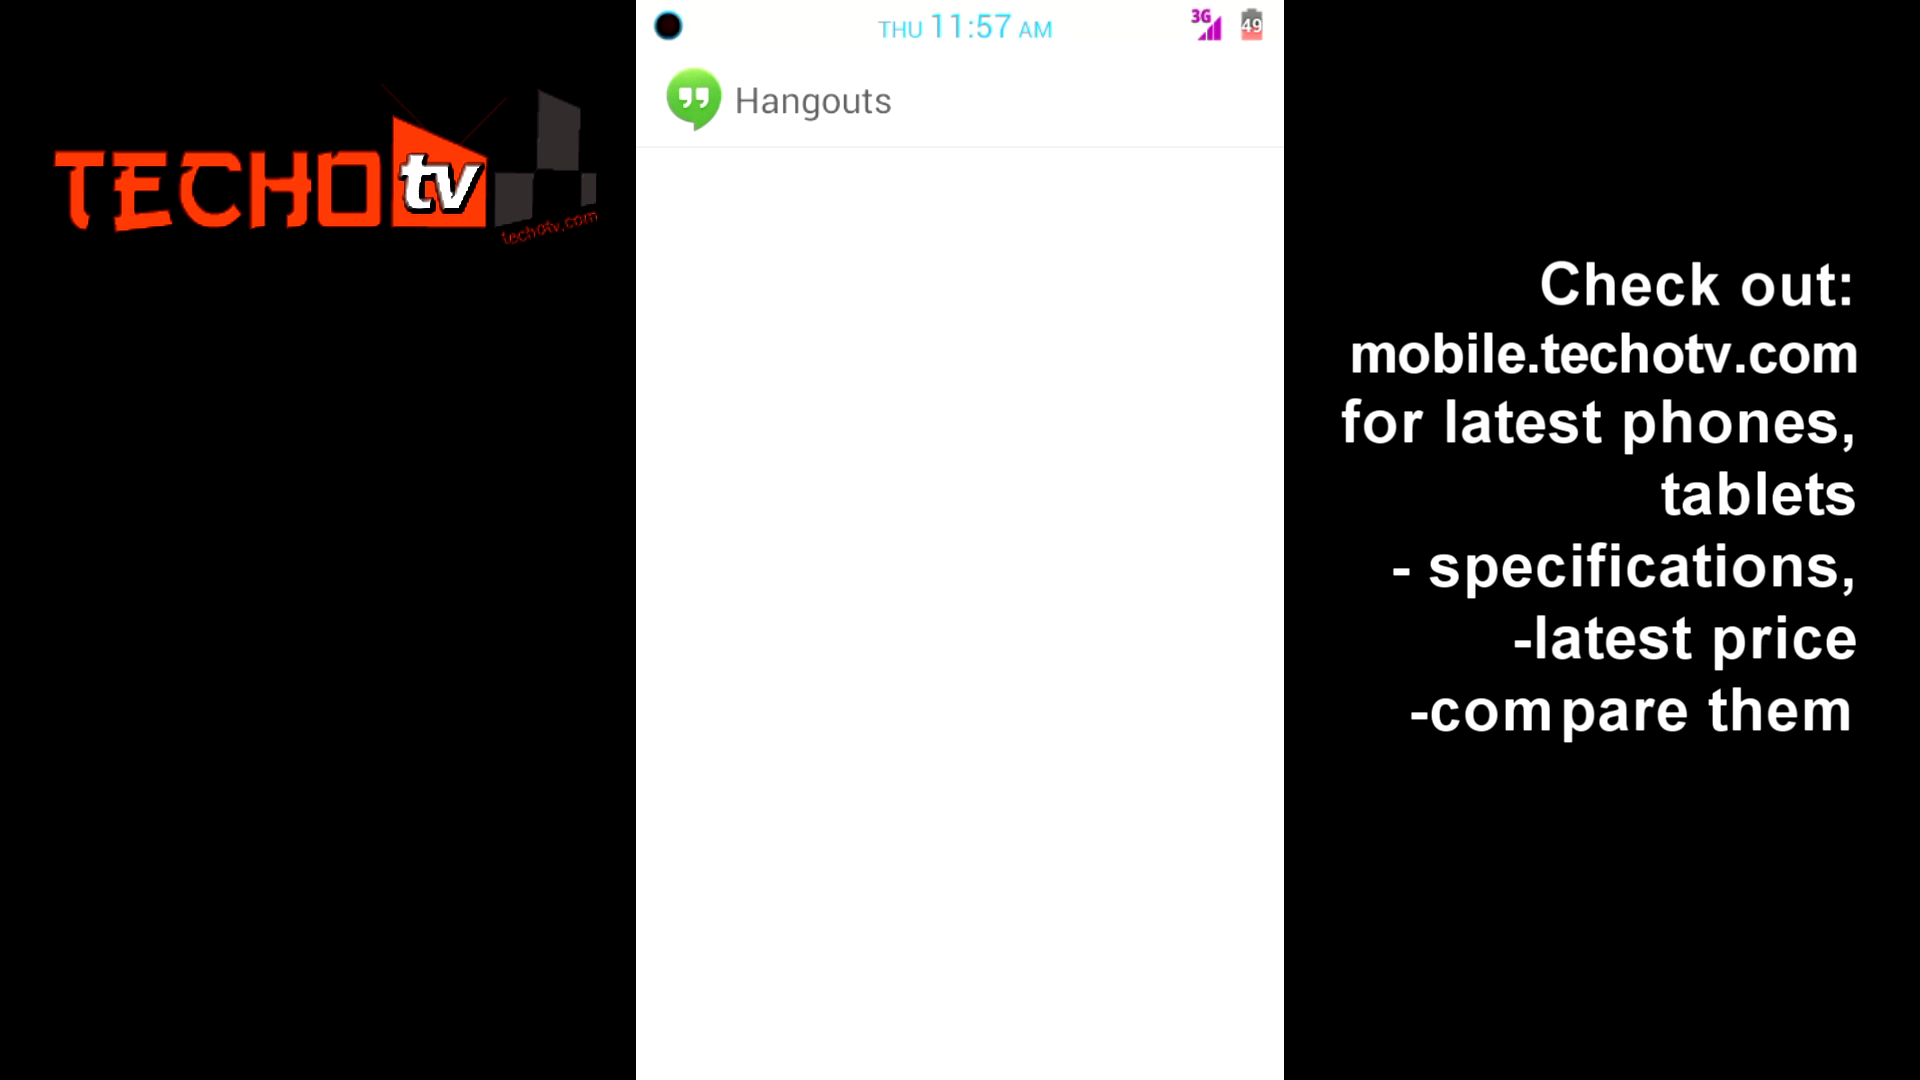 TECHO tv
techotv.com
THU 11:57 AM
3G
49
Hangouts
Check out:
mobile.techotv.com
for latest phones,
tablets
- specifications,
-latest price
-compare them